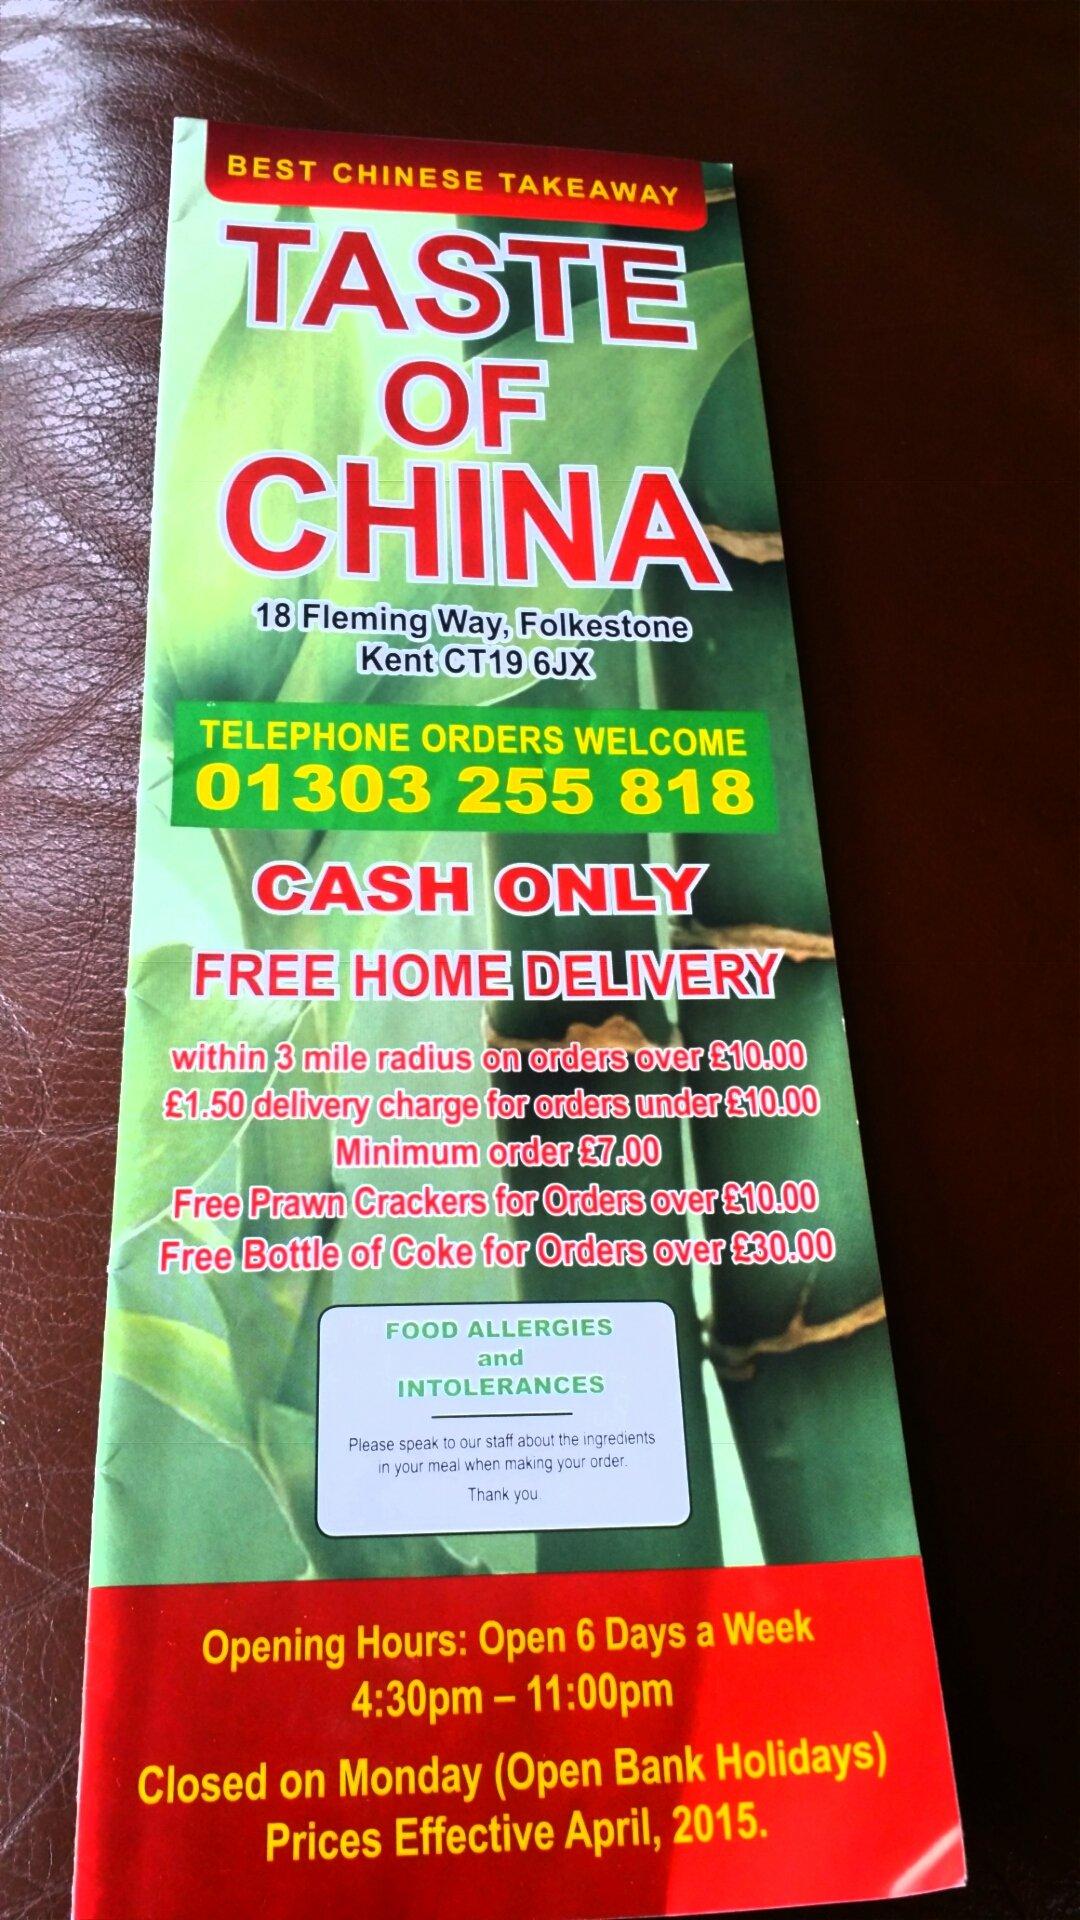 BEST CHINESE TAKEAWAY
TASTE
OF
CHINA
18 Fleming Way, Folkestone
Kent CT19 6JX
TELEPHONE ORDERS WELCOME
01303 255 818
CASH ONLY
FREE HOME DELIVERY
within 3 mile radius on orders over £10.00
£1.50 delivery charge for orders under £10.00
Minimum order £7.00
Free Prawn Crackers for Orders over £10.00
Free Bottle of Coke for Orders over £30.00
FOOD ALLERGIES
and
INTOLERANCES
Please speak to our staff about the ingredients
in your meal when making your order.
Thank you.
Opening Hours: Open 6 Days a Week
4:30pm – 11:00pm
Closed on Monday (Open Bank Holidays)
Prices Effective April, 2015.